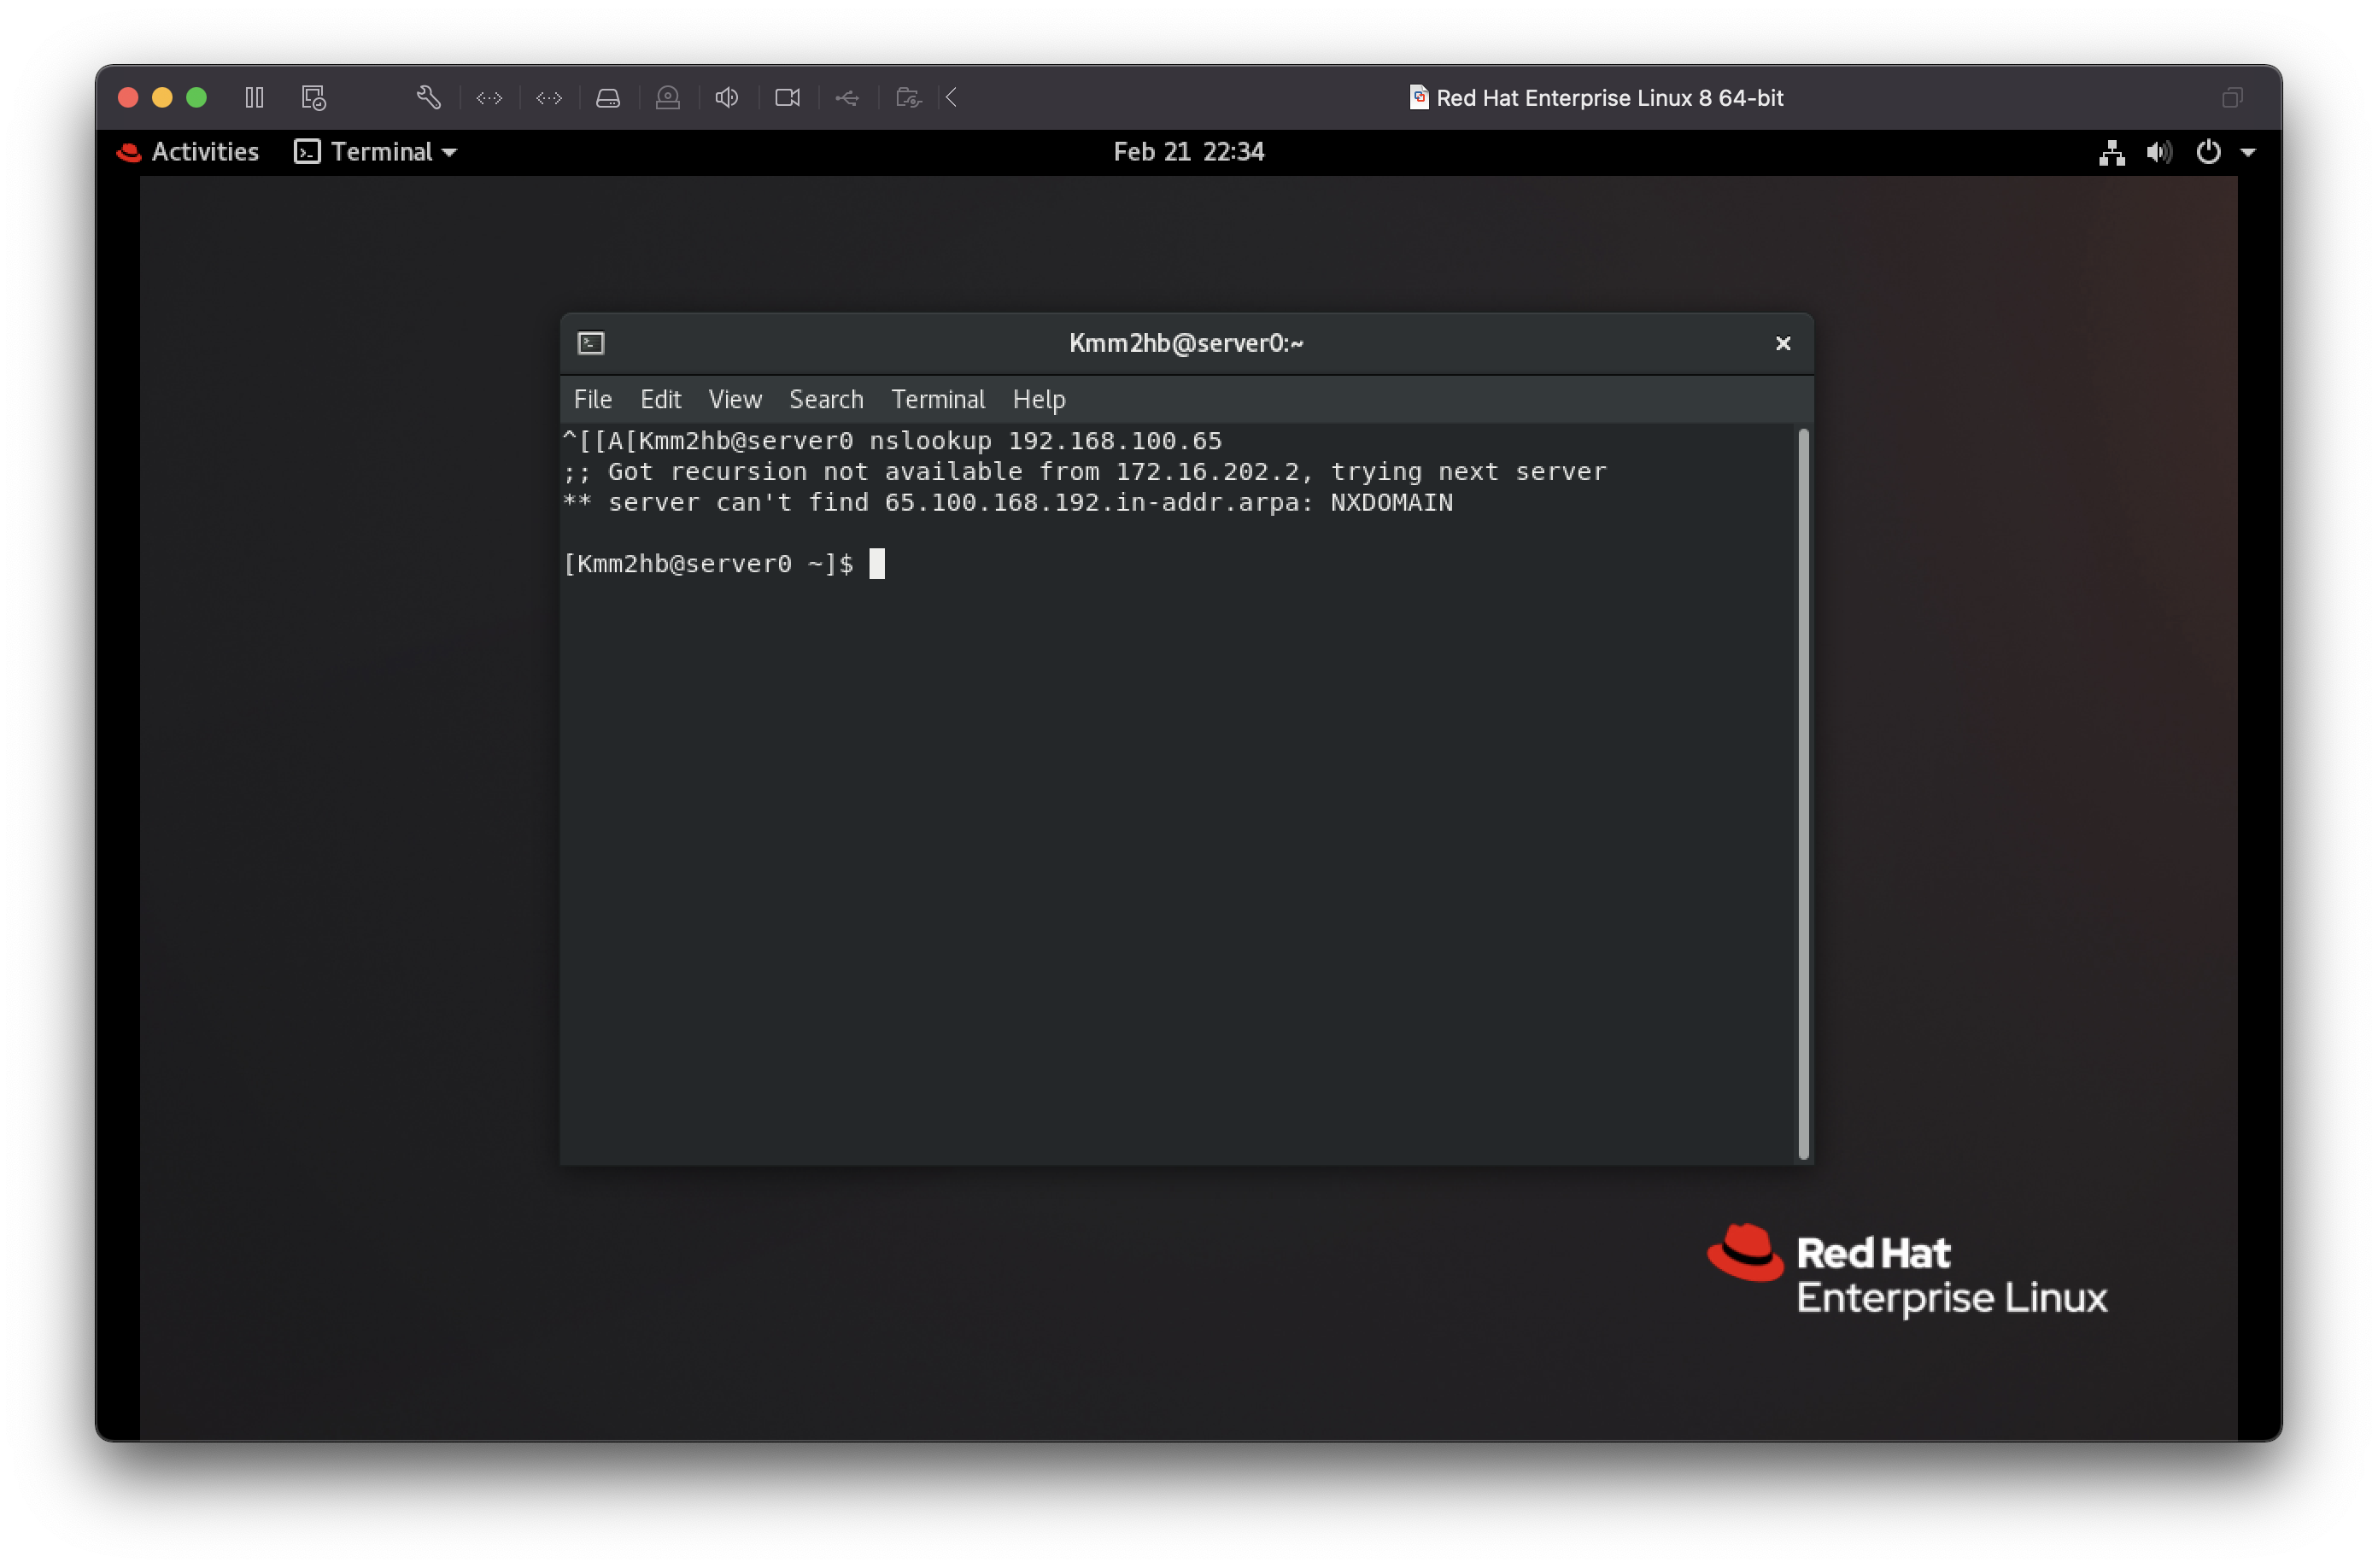 Red Hat Enterprise Linux 8 64-bit
Activities Terminal Feb 21 22:34
Kmm2hb@server0:~
File Edit View Search Terminal Help
^[[A[Kmm2hb@server0 nslookup 192.168.100.65
;; Got recursion not available from 172.16.202.2, trying next server
** server can't find 65.100.168.192.in-addr.arpa: NXDOMAIN
[Kmm2hb@server0 ~]$
Red Hat
Enterprise Linux